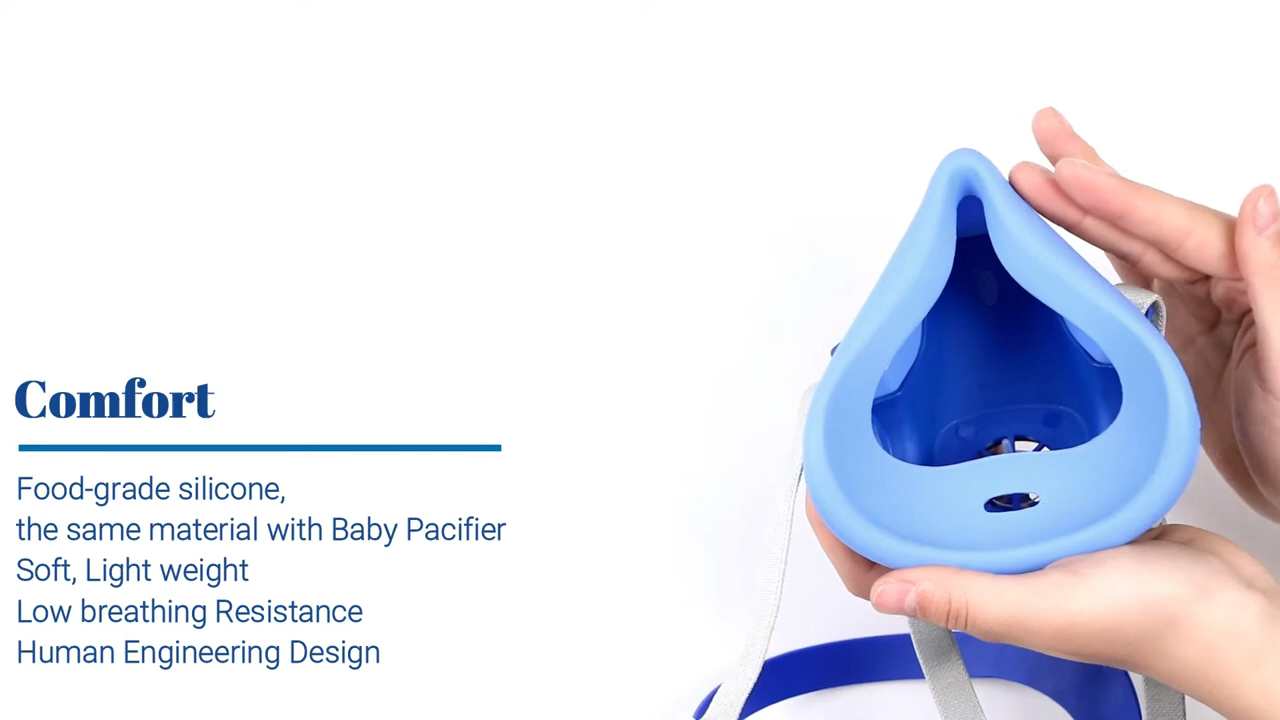 Comfort
Food-grade silicone,
the same material with Baby Pacifier
Soft, Light weight
Low breathing Resistance
Human Engineering Design